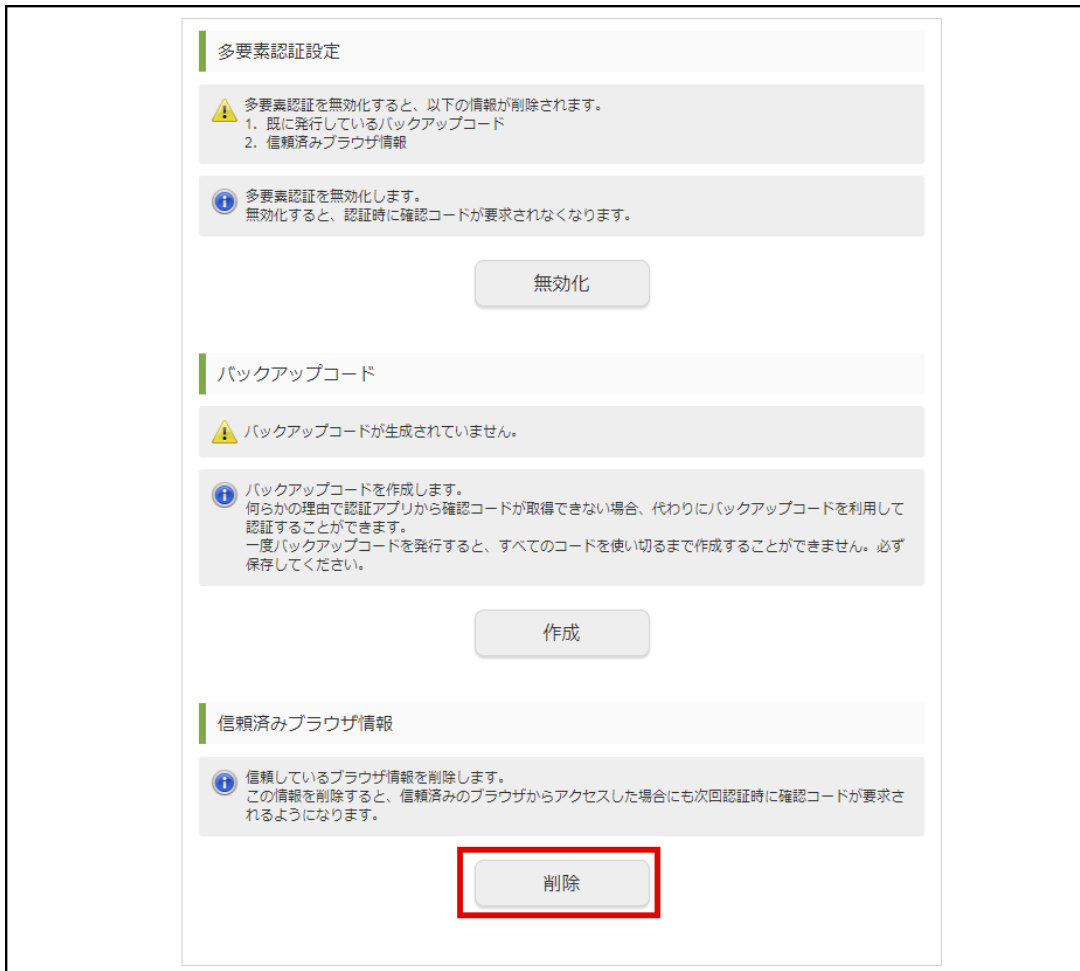 多要素認証設定
多要素認証を無効化すると、以下の情報が削除されます。
1. 既に発行しているバックアップコード
2. 信頼済みブラウザ情報
多要素認証を無効化します。
無効化すると、認証時に確認コードが要求されなくなります。
無効化
バックアップコード
バックアップコードが生成されていません。
バックアップコードを作成します。
何らかの理由で認証アプリから確認コードが取得できない場合、代わりにバックアップコードを利用して
認証することができます。
一度バックアップコードを発行すると、すべてのコードを使い切るまで作成することができません。必ず
保存してください。
作成
信頼済みブラウザ情報
信頼しているブラウザ情報を削除します。
この情報を削除すると、信頼済みのブラウザからアクセスした場合にも次回認証時に確認コードが要求さ
れるようになります。
削除